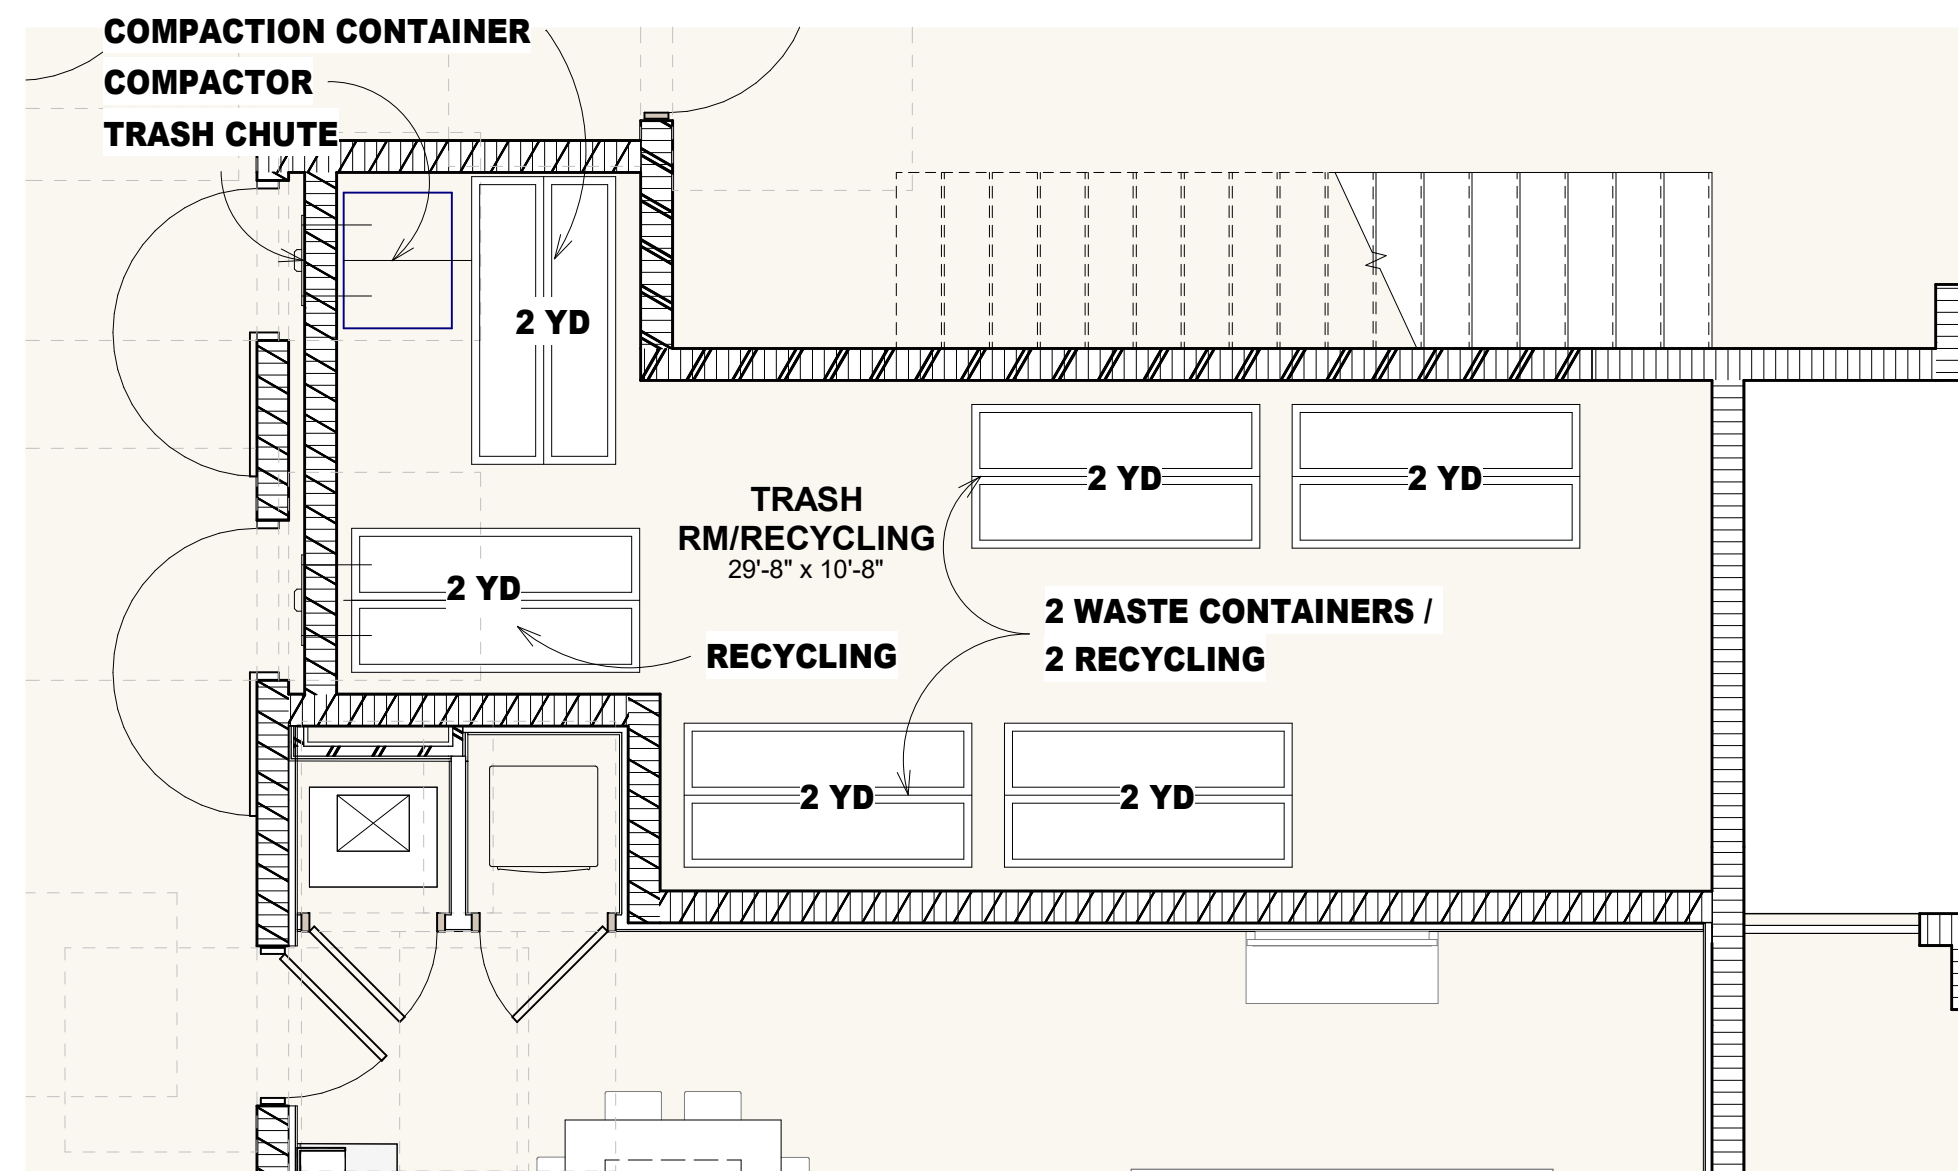 COMPACTION CONTAINER
COMPACTOR
TRASH CHUTE
2 YD
2 YD
2 YD
TRASH
RM/RECYCLING
29'-8" x 10'-8"
2 YD
2 WASTE CONTAINERS /
2 RECYCLING
RECYCLING
2 YD
2 YD